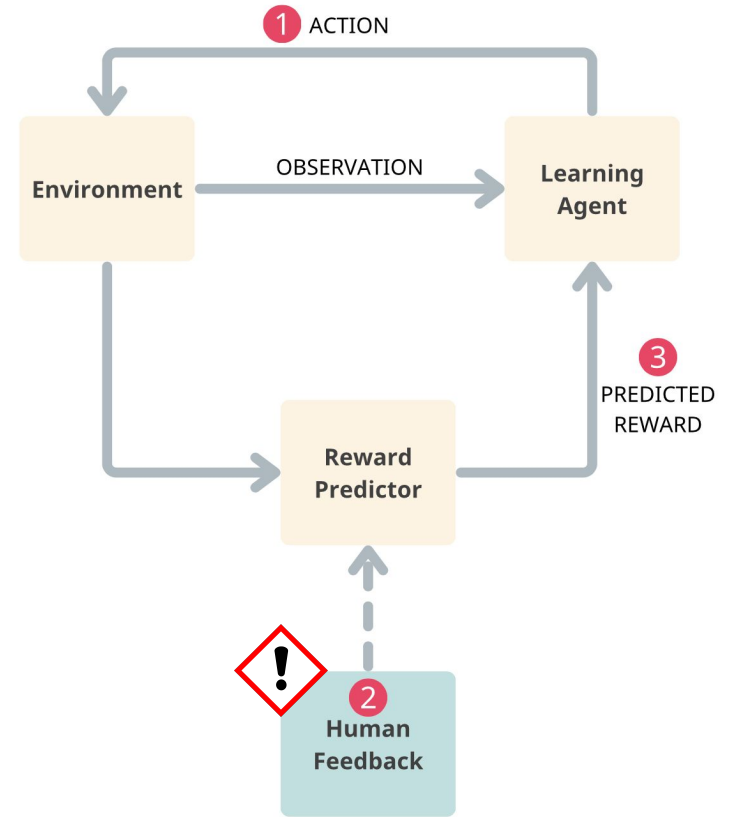 1 ACTION
Environment
OBSERVATION
Learning
Agent
3
PREDICTED
REWARD
Reward
Predictor
!
2
Human
Feedback